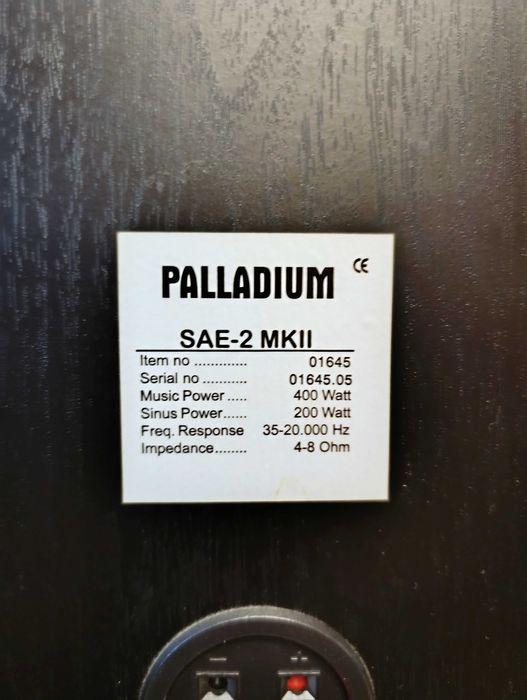 CE
PALLADIUM
SAE-2 MKII
Item no ............. 01645
Serial no ........... 01645.05
Music Power ..... 400 Watt
Sinus Power...... 200 Watt
Freq. Response 35-20.000 Hz
Impedance........ 4-8 Ohm
− +